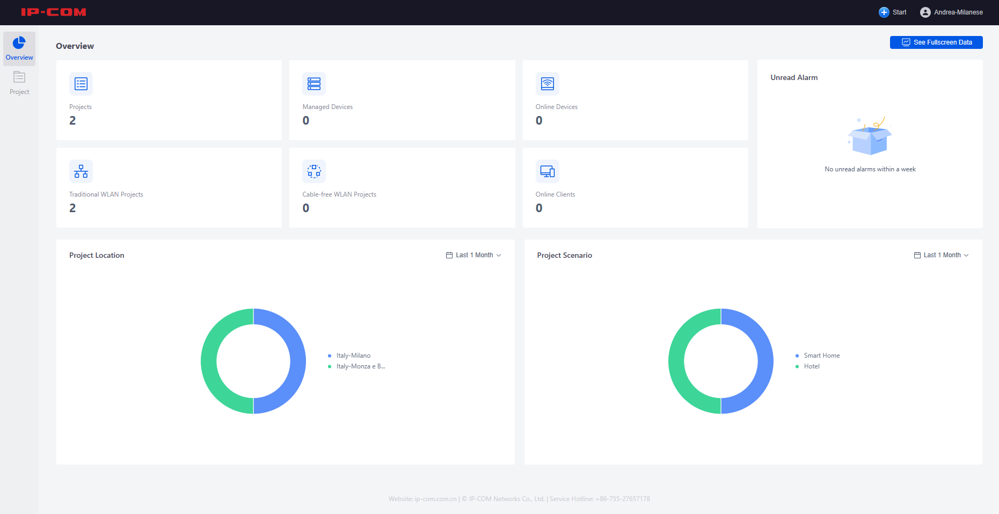 IP-COM
Start
Andrea-Milanese
Overview
Project
Overview
See Fullscreen Data
Projects
2
Managed Devices
0
Online Devices
0
Unread Alarm
No unread alarms within a week
Traditional WLAN Projects
2
Cable-free WLAN Projects
0
Online Clients
0
Project Location
Last 1 Month
Italy-Milano
Italy-Monza e B...
Project Scenario
Last 1 Month
Smart Home
Hotel
Website: ip-com.com.cn | © IP-COM Networks Co., Ltd. | Service Hotline: +86-755-27657178